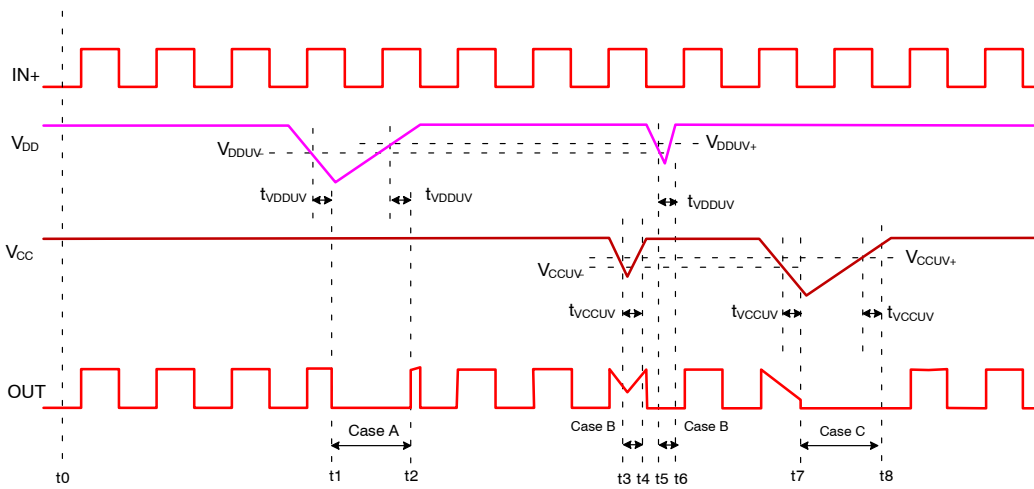 IN+
VDD
VDDUV-
VDDUV+
tVDDUV
tVDDUV
tVDDUV
VCC
VCCUV-
VCCUV+
tVCCUV
tVCCUV
tVCCUV
OUT
Case A
Case B
Case B
Case C
t0
t1
t2
t3
t4
t5
t6
t7
t8